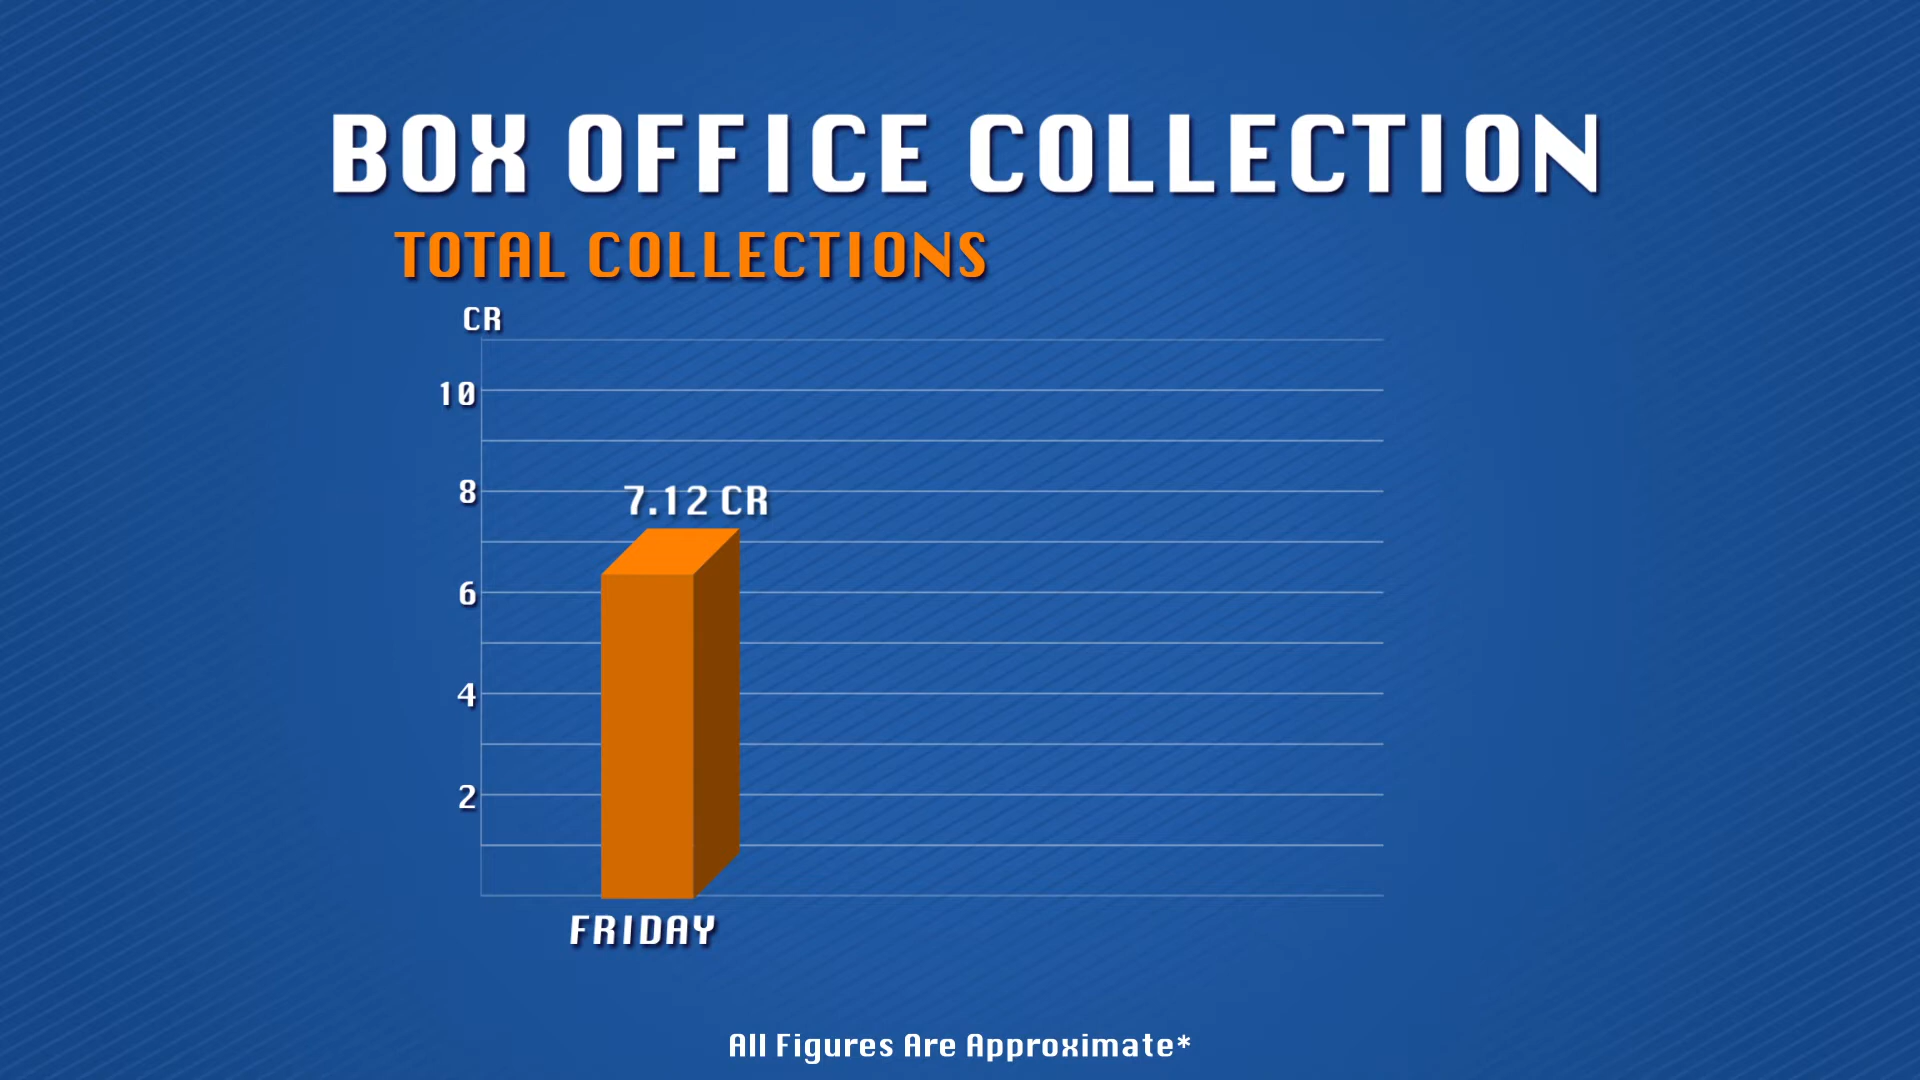 BOX OFFICE COLLECTION
TOTAL COLLECTIONS
CR
10
8
7.12 CR
6
4
2
FRIDAY
All Figures Are Approximate*